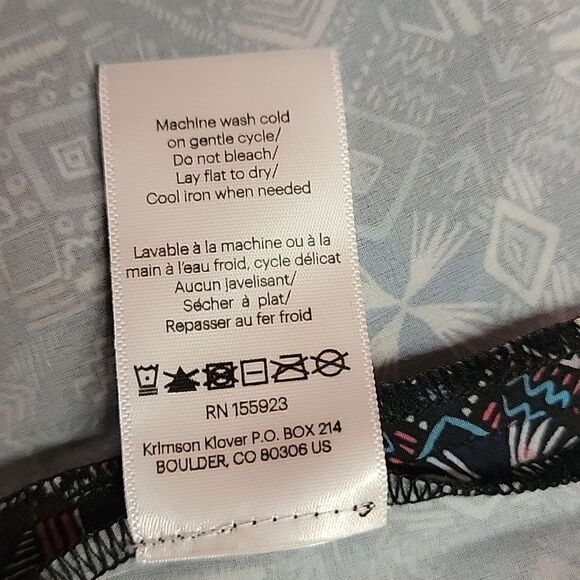 Machine wash cold
on gentle cycle/
Do not bleach/
Lay flat to dry/
Cool iron when needed
Lavable à la machine ou à la
main à l'eau froid, cycle délicat
Aucun javelisant/
Sécher à plat/
Repasser au fer froid
RN 155923
Krimson Klover P.O. BOX 214
BOULDER, CO 80306 US